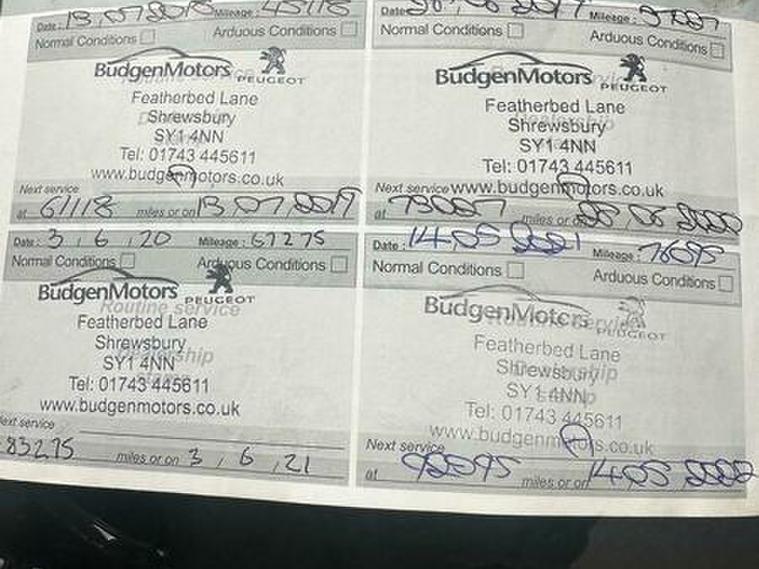 Date: 13,07,2018 Mileage: 45118
Normal Conditions Arduous Conditions
BudgenMotors PEUGEOT
Featherbed Lane
Shrewsbury
SY1 4NN
Tel: 01743 445611
www.budgenmotors.co.uk
Next service
at 61118 miles or on 13,07,2019
Date: Mileage: 57087
Normal Conditions Arduous Conditions
BudgenMotors PEUGEOT
Featherbed Lane
Shrewsbury
SY1 4NN
Tel: 01743 445611
Next service www.budgenmotors.co.uk
at 73087 miles or on
Date: 3,6,20 Mileage: 67275
Normal Conditions Arduous Conditions
BudgenMotors PEUGEOT
Routine service
Featherbed Lane
Shrewsbury
Dealership
SY1 4NN
Tel: 01743 445611
www.budgenmotors.co.uk
Next service
83275 miles or on 3,6,21
Date: 14,05,2021 Mileage: 76595
Normal Conditions Arduous Conditions
BudgenMotors PEUGEOT
Routine service
Featherbed Lane
Shrewsbury
SY1 4NN
Tel: 01743 445611
www.budgenmotors.co.uk
Next service
at 92595 miles or on 14,05,2022